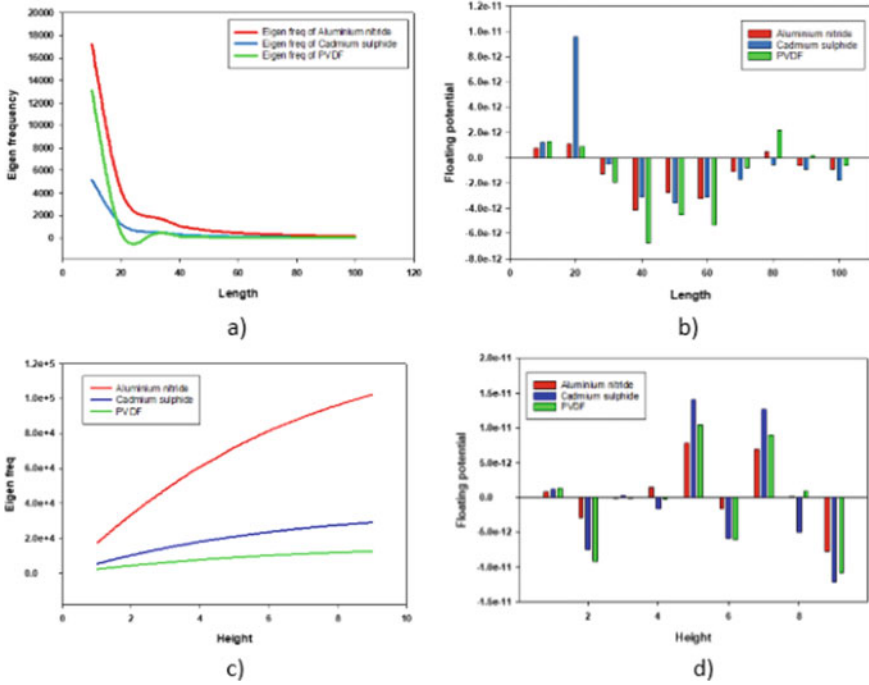 20000
18000
16000
14000
12000
10000
8000
6000
4000
2000
0
Eigen frequency
Eigen freq of Aluminium nitride
Eigen freq of Cadmium sulphide
Eigen freq of PVDF
0 20 40 60 80 100 120
Length
a)
1.2e-11
1.0e-11
8.0e-12
6.0e-12
4.0e-12
2.0e-12
0.0
-2.0e-12
-4.0e-12
-6.0e-12
-8.0e-12
Floating potential
Aluminium nitride
Cadmium sulphide
PVDF
0 20 40 60 80 100
Length
b)
1.2e+5
1.0e+5
8.0e+4
6.0e+4
4.0e+4
2.0e+4
0.0
Eigen freq
Aluminium nitride
Cadmium sulphide
PVDF
0 2 4 6 8 10
Height
c)
2.0e-11
1.5e-11
1.0e-11
5.0e-12
0.0
-5.0e-12
-1.0e-11
-1.5e-11
Floating potential
Aluminium nitride
Cadmium sulphide
PVDF
2 4 6 8
Height
d)